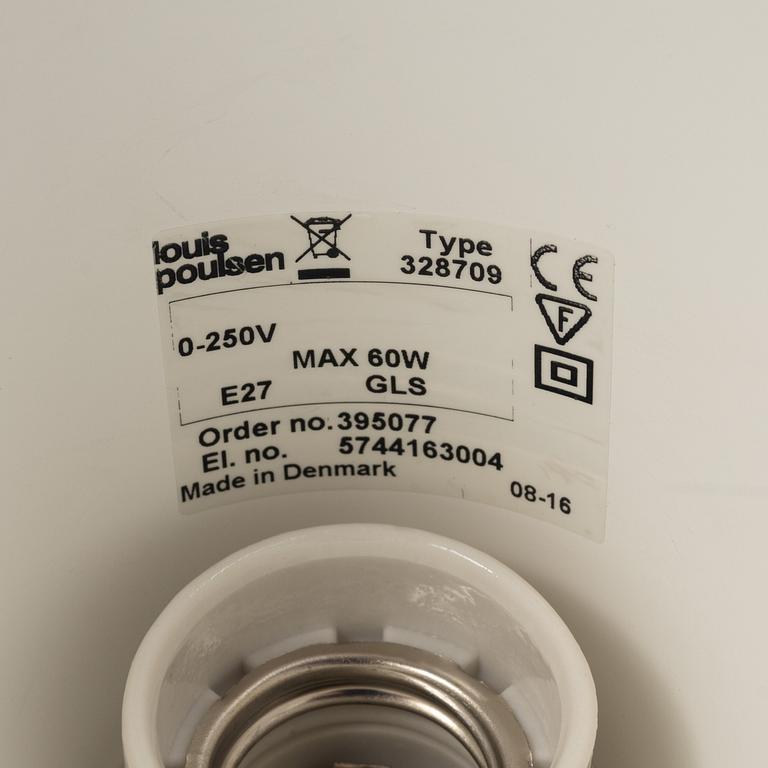 louis
poulsen
Type
328709
CE
F
0-250V
MAX 60W
E27 GLS
Order no. 395077
El. no. 5744163004
Made in Denmark
08-16